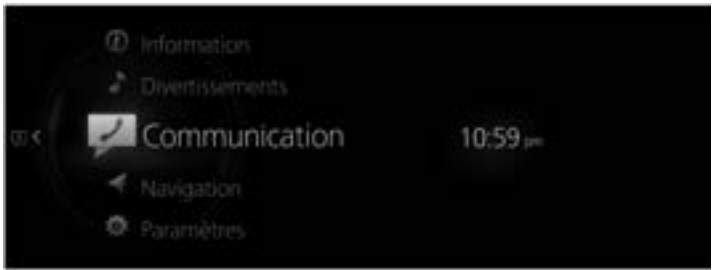 Information
Divertissements
Communication
10:59 pm
Navigation
Paramètres